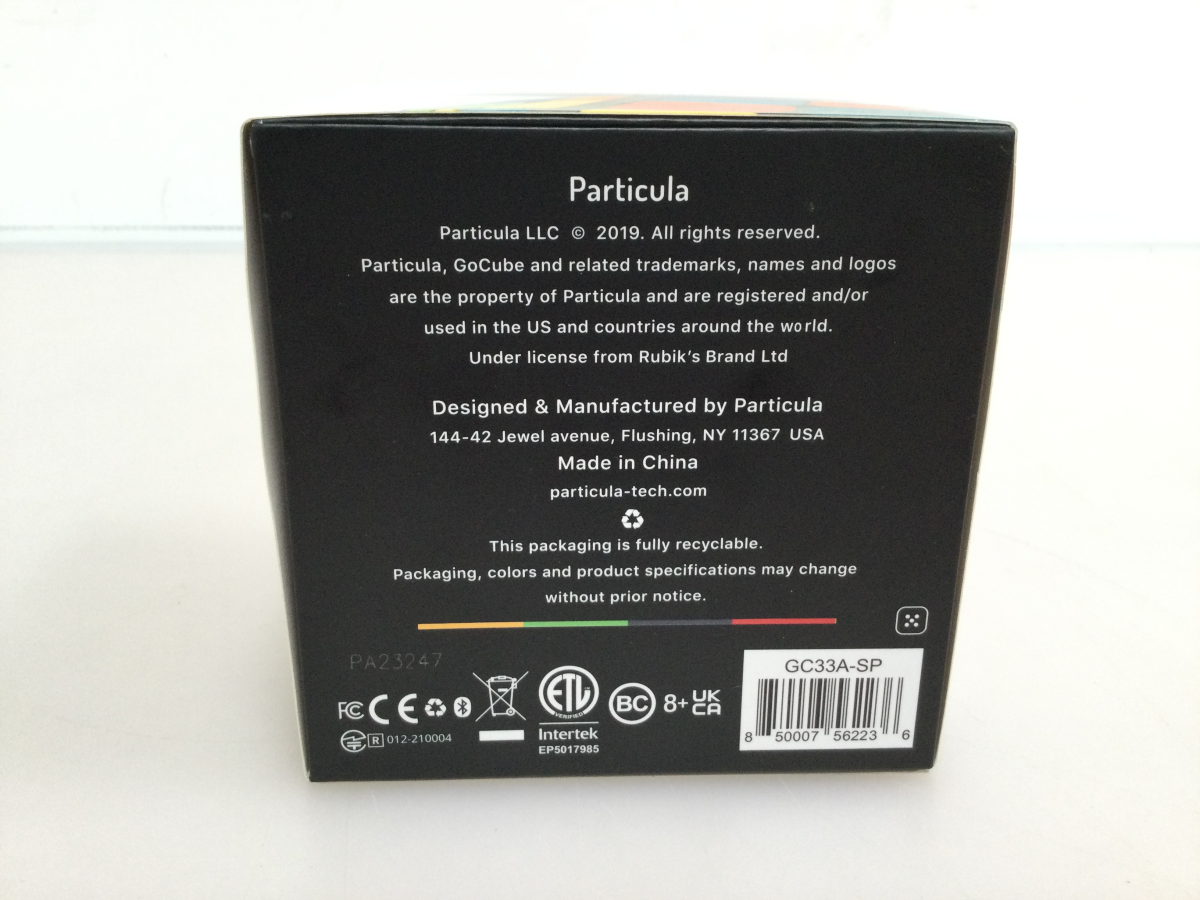 Particula
Particula LLC © 2019. All rights reserved.
Particula, GoCube and related trademarks, names and logos
are the property of Particula and are registered and/or
used in the US and countries around the world.
Under license from Rubik's Brand Ltd
Designed & Manufactured by Particula
144-42 Jewel avenue, Flushing, NY 11367 USA
Made in China
particula-tech.com
This packaging is fully recyclable.
Packaging, colors and product specifications may change
without prior notice.
PA23247
FC CE ETL VERIFIED BC 8+ UK CA
Intertek
EP5017985
R 012-210004
GC33A-SP
8 50007 56223 6